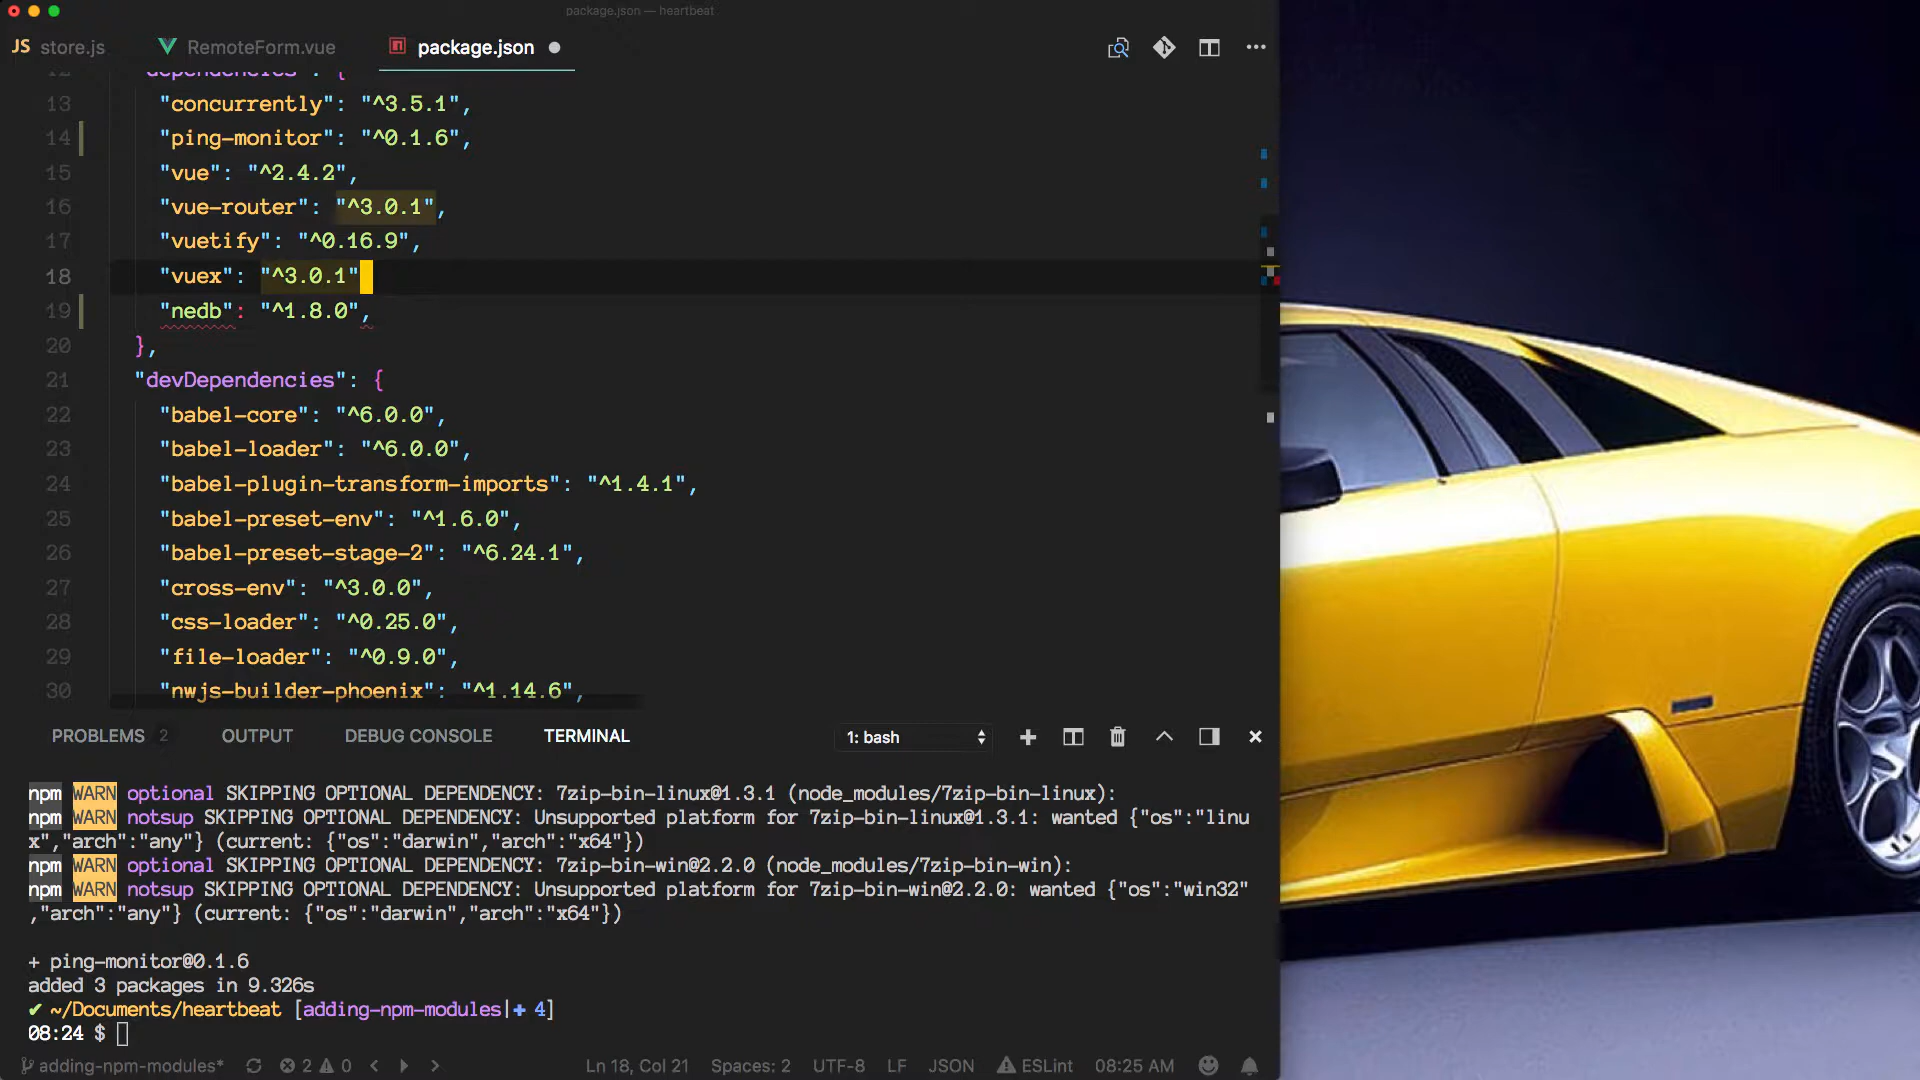 package.json — heartbeat
JS store.js
RemoteForm.vue
package.json
12 "dependencies": {
13 "concurrently": "^3.5.1",
14 "ping-monitor": "^0.1.6",
15 "vue": "^2.4.2",
16 "vue-router": "^3.0.1",
17 "vuetify": "^0.16.9",
18 "vuex": "^3.0.1"
19 "nedb": "^1.8.0",
20 },
21 "devDependencies": {
22 "babel-core": "^6.0.0",
23 "babel-loader": "^6.0.0",
24 "babel-plugin-transform-imports": "^1.4.1",
25 "babel-preset-env": "^1.6.0",
26 "babel-preset-stage-2": "^6.24.1",
27 "cross-env": "^3.0.0",
28 "css-loader": "^0.25.0",
29 "file-loader": "^0.9.0",
30 "nwjs-builder-phoenix": "^1.14.6",
PROBLEMS 2 OUTPUT DEBUG CONSOLE TERMINAL 1: bash
npm WARN optional SKIPPING OPTIONAL DEPENDENCY: 7zip-bin-linux@1.3.1 (node_modules/7zip-bin-linux):
npm WARN notsup SKIPPING OPTIONAL DEPENDENCY: Unsupported platform for 7zip-bin-linux@1.3.1: wanted {"os":"linu
x","arch":"any"} (current: {"os":"darwin","arch":"x64"})
npm WARN optional SKIPPING OPTIONAL DEPENDENCY: 7zip-bin-win@2.2.0 (node_modules/7zip-bin-win):
npm WARN notsup SKIPPING OPTIONAL DEPENDENCY: Unsupported platform for 7zip-bin-win@2.2.0: wanted {"os":"win32"
,"arch":"any"} (current: {"os":"darwin","arch":"x64"})
+ ping-monitor@0.1.6
added 3 packages in 9.326s
✔ ~/Documents/heartbeat [adding-npm-modules|✚ 4]
08:24 $
adding-npm-modules* 2 0 Ln 18, Col 21 Spaces: 2 UTF-8 LF JSON ESLint 08:25 AM